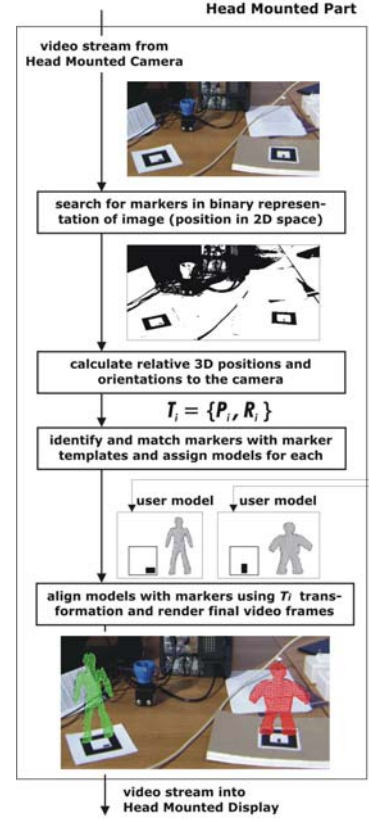 Head Mounted Part
video stream from
Head Mounted Camera
search for markers in binary represen-
tation of image (position in 2D space)
calculate relative 3D positions and
orientations to the camera
Tᵢ = {Pᵢ, Rᵢ}
identify and match markers with marker
templates and assign models for each
user model
user model
align models with markers using Tᵢ trans-
formation and render final video frames
video stream into
Head Mounted Display